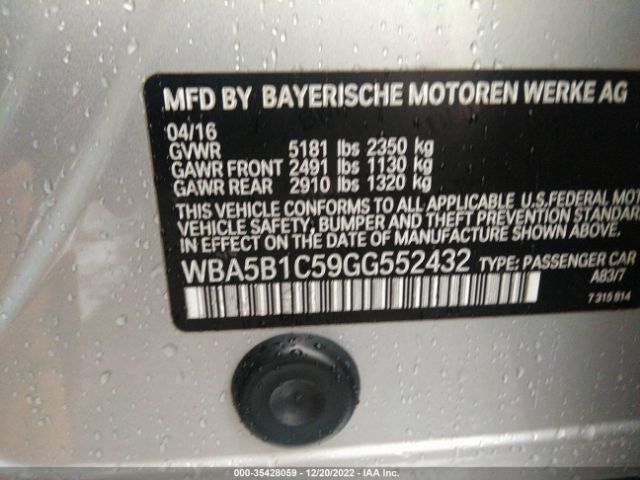 MFD BY BAYERISCHE MOTOREN WERKE AG
04/16
GVWR 5181 lbs 2350 kg
GAWR FRONT 2491 lbs 1130 kg
GAWR REAR 2910 lbs 1320 kg
THIS VEHICLE CONFORMS TO ALL APPLICABLE U.S.FEDERAL MOT
VEHICLE SAFETY, BUMPER AND THEFT PREVENTION STANDARD
IN EFFECT ON THE DATE OF MANUFACTURE SHOWN ABOVE.
WBA5B1C59GG552432 TYPE: PASSENGER CAR
A83/7
7 315 814
000-35428059 | 12/20/2022 - IAA Inc.